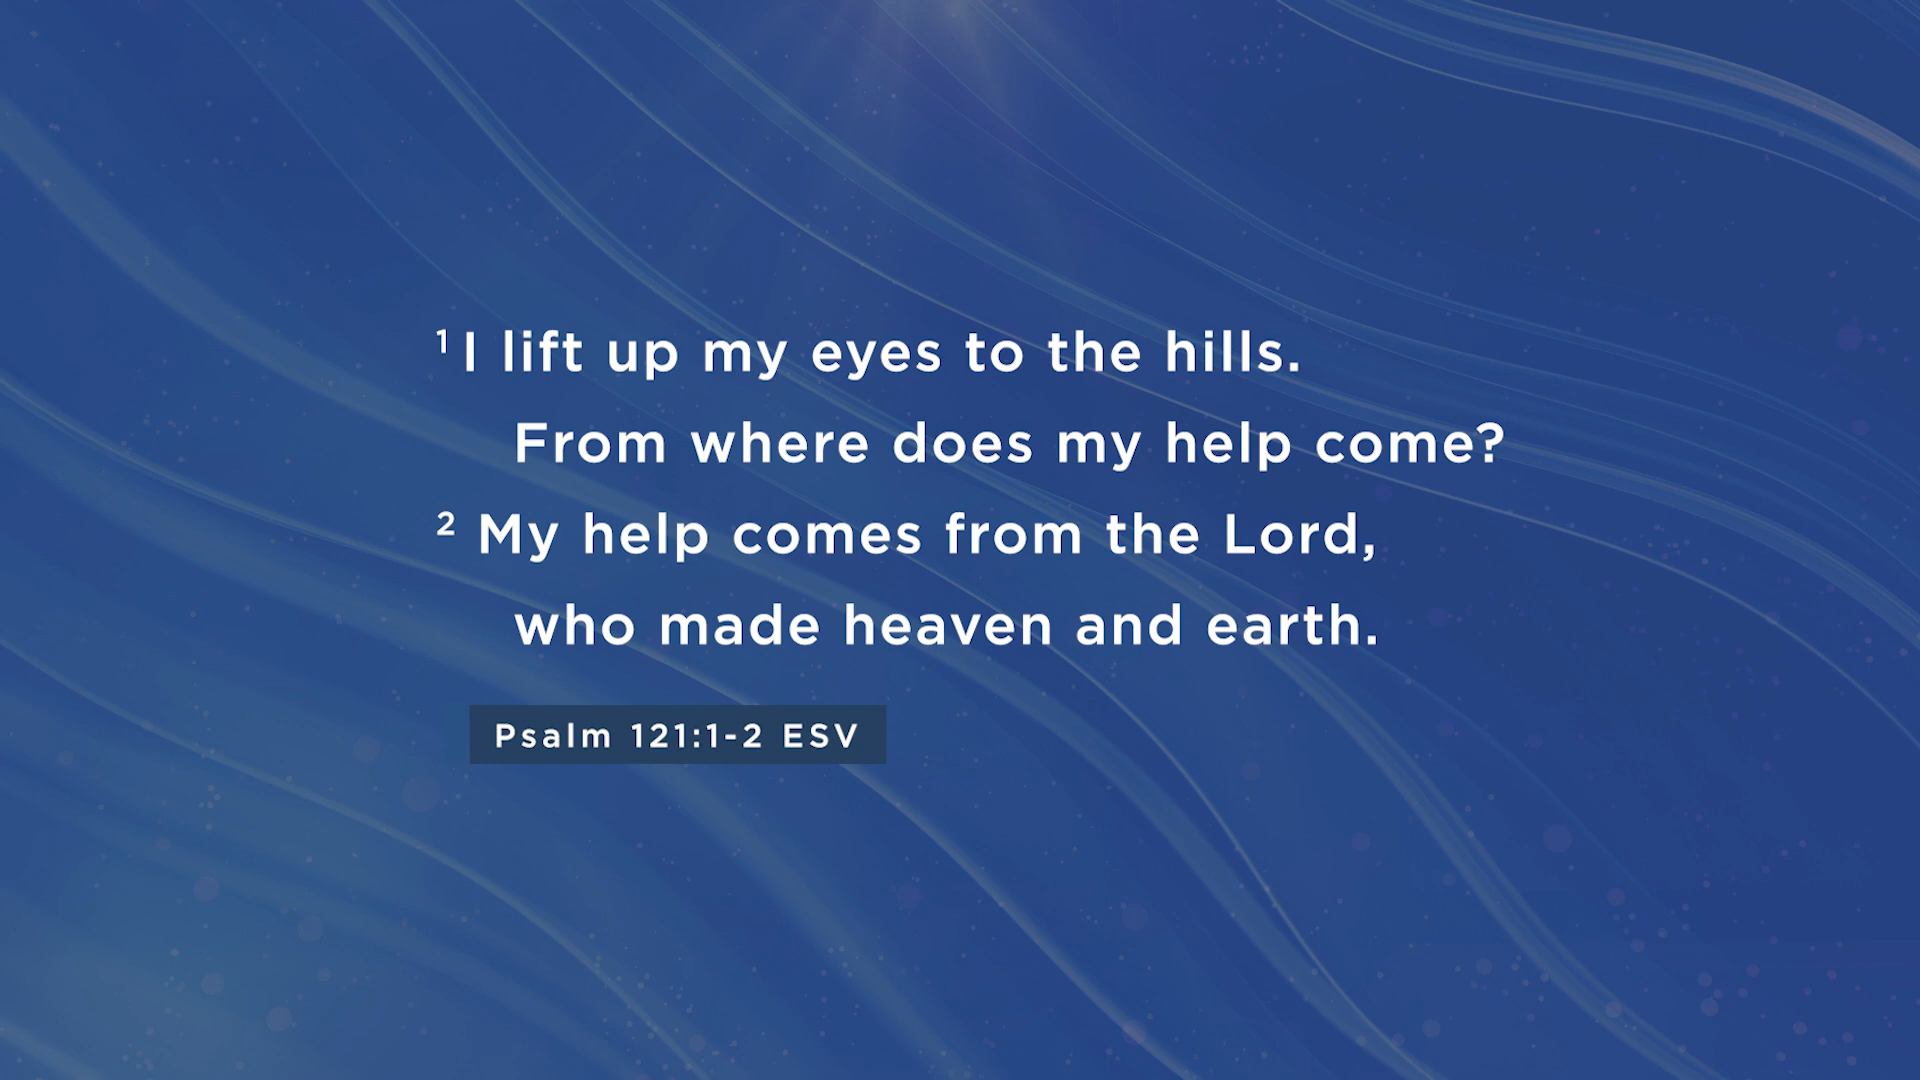 1 I lift up my eyes to the hills.
From where does my help come?
2 My help comes from the Lord,
who made heaven and earth.
Psalm 121:1-2 ESV